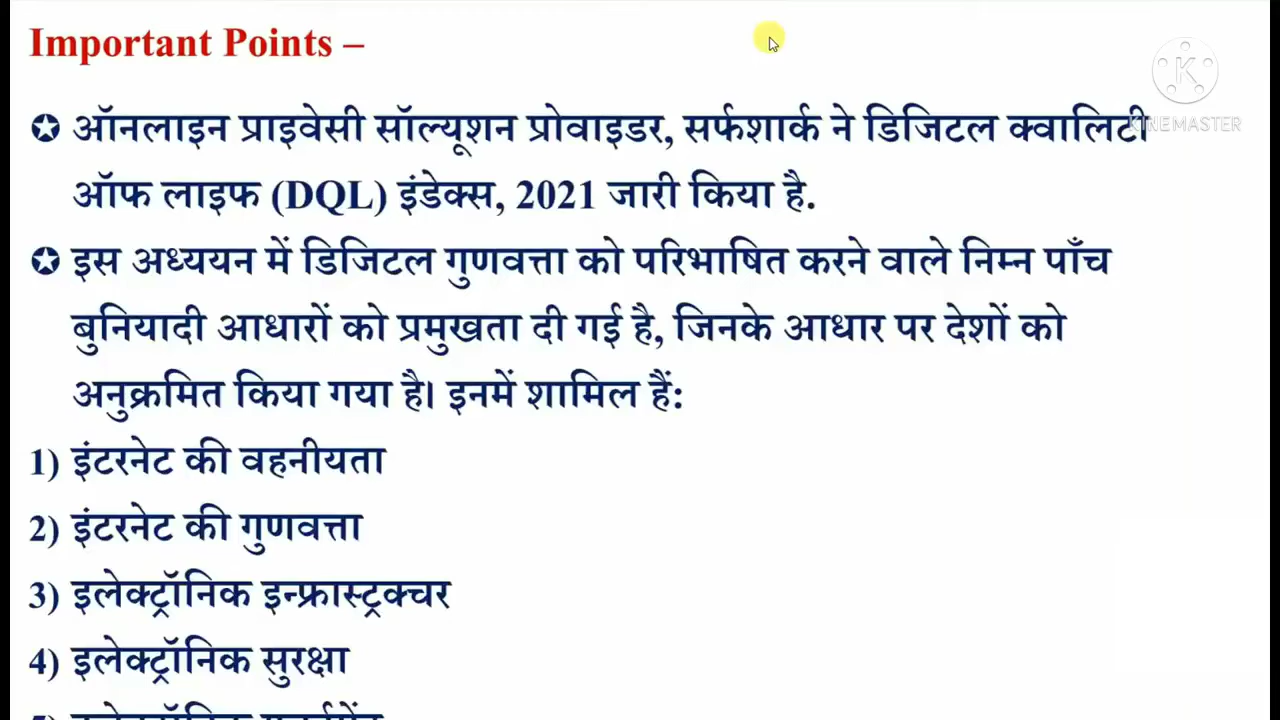 Important Points –
K
KINEMASTER
✪ ऑनलाइन प्राइवेसी सॉल्यूशन प्रोवाइडर, सर्फशार्क ने डिजिटल क्वालिटी
ऑफ लाइफ (DQL) इंडेक्स, 2021 जारी किया है.
✪ इस अध्ययन में डिजिटल गुणवत्ता को परिभाषित करने वाले निम्न पाँच
बुनियादी आधारों को प्रमुखता दी गई है, जिनके आधार पर देशों को
अनुक्रमित किया गया है। इनमें शामिल हैं:
1) इंटरनेट की वहनीयता
2) इंटरनेट की गुणवत्ता
3) इलेक्ट्रॉनिक इन्फ्रास्ट्रक्चर
4) इलेक्ट्रॉनिक सुरक्षा